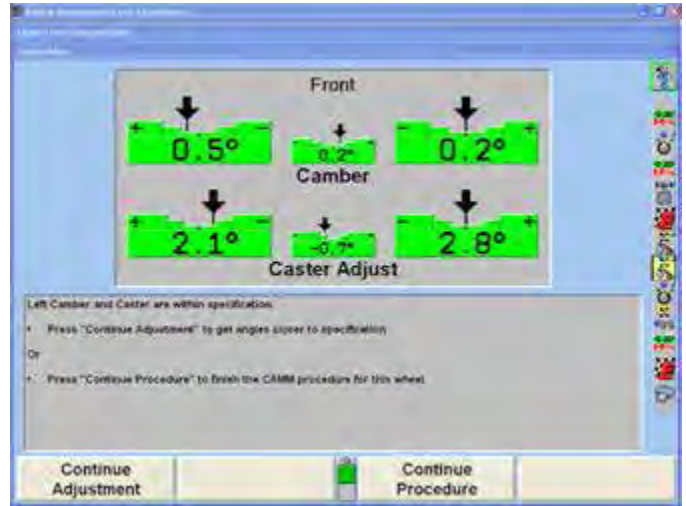 Front
0.5° 0.2° 0.2°
Camber
2.1° -0.7° 2.8°
Caster Adjust
Left Camber and Caster are within specification.
• Press "Continue Adjustment" to get angles closer to specification
Or
• Press "Continue Procedure" to finish the CAMM procedure for this wheel.
Continue Adjustment
Continue Procedure